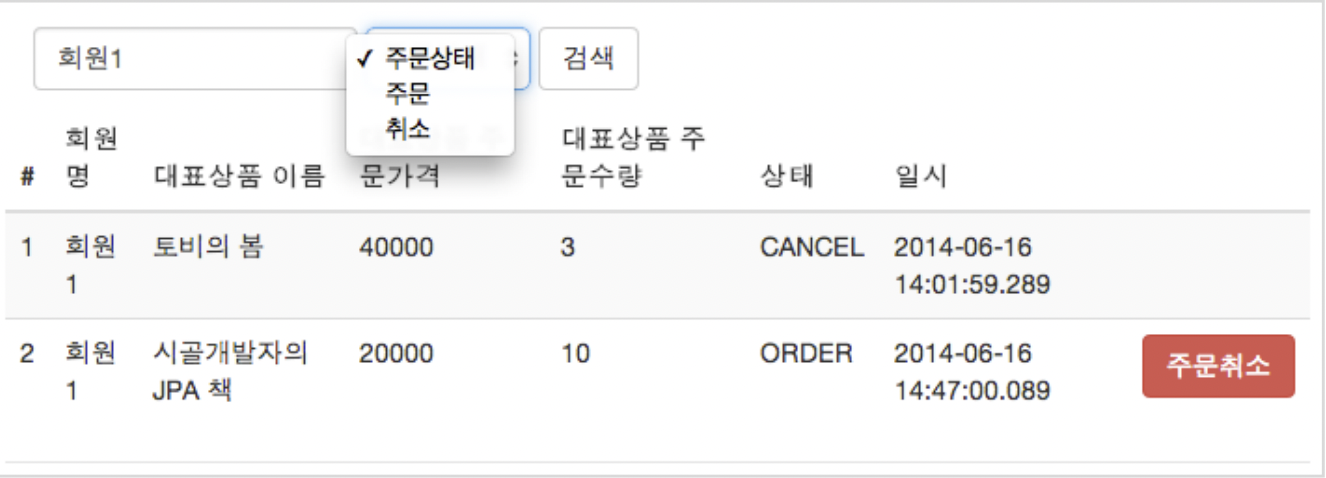 회원1
✓ 주문상태
주문
취소
검색
#
회원
명
대표상품 이름
문가격
대표상품 주
문수량
상태
일시
1
회원
1
토비의 봄
40000
3
CANCEL
2014-06-16
14:01:59.289
2
회원
1
시골개발자의
JPA 책
20000
10
ORDER
2014-06-16
14:47:00.089
주문취소